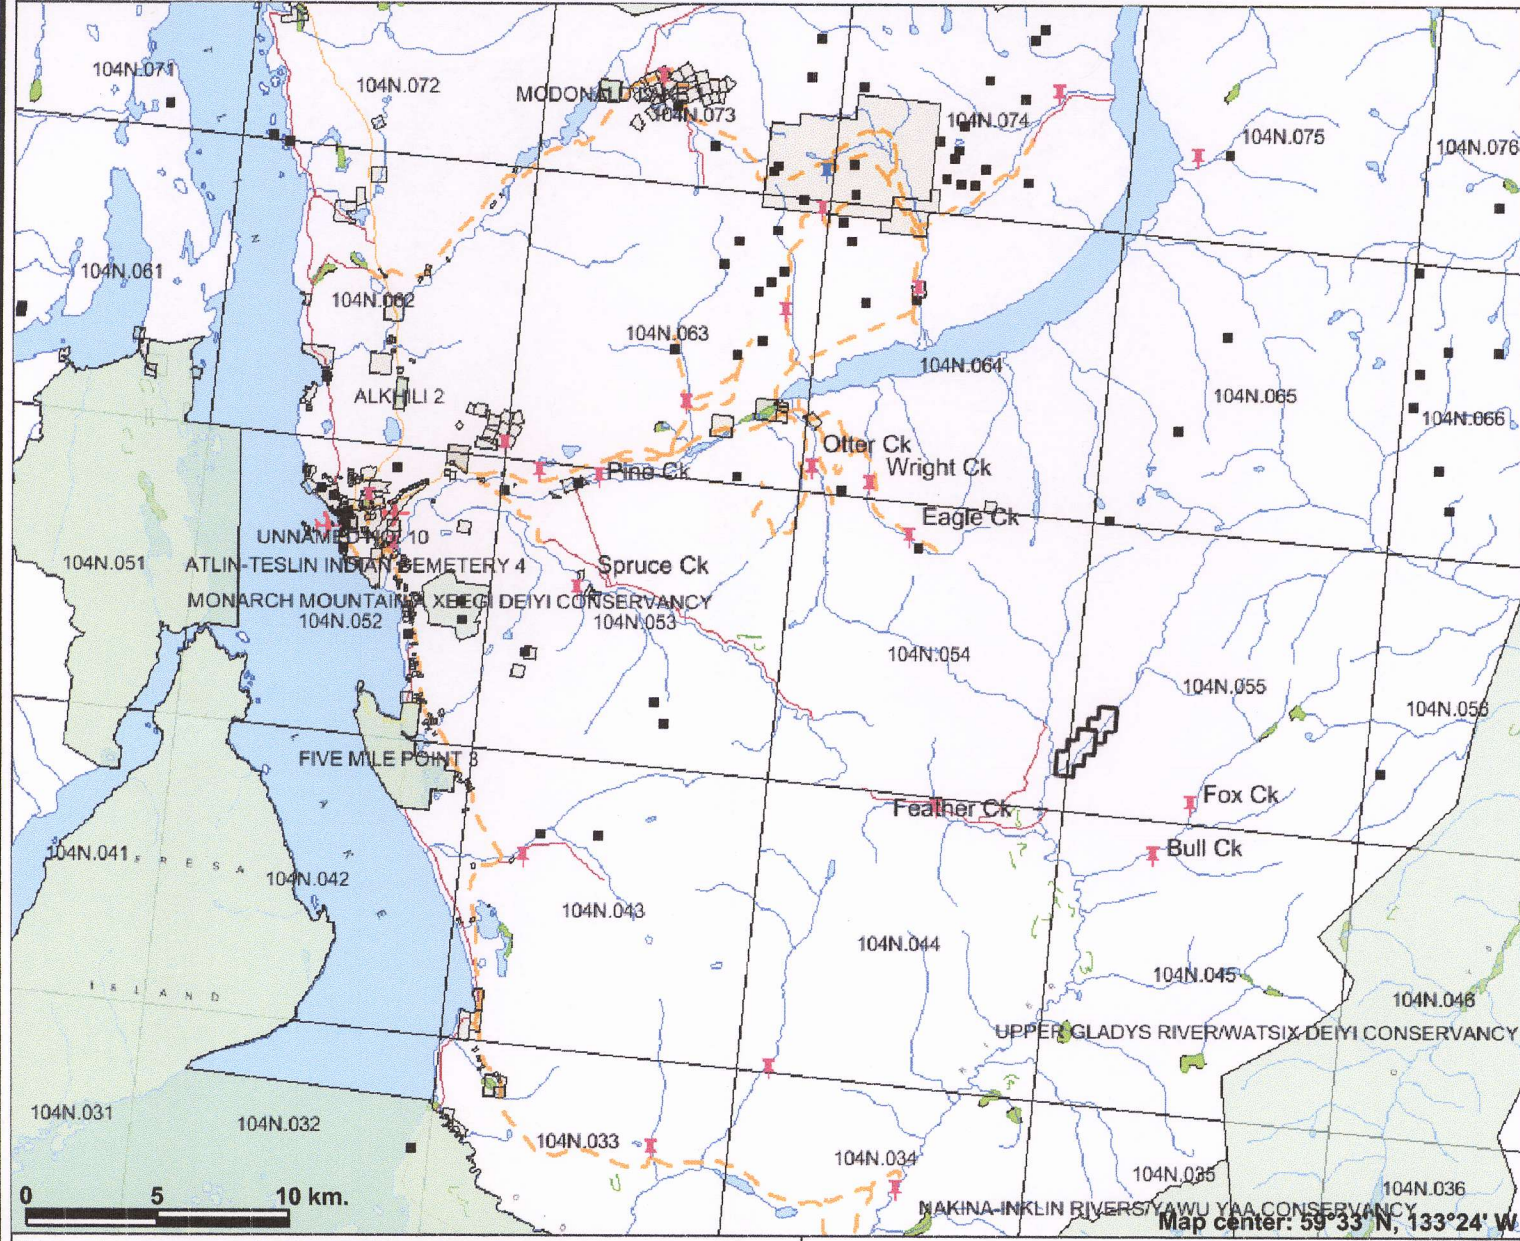 104N.071
104N.072
MCDONALD LAKE 1
104N.073
104N.074
104N.075
104N.076
104N.061
104N.062
104N.063
104N.064
104N.065
104N.066
ALKHILI 2
Otter Ck
Wright Ck
Pine Ck
Eagle Ck
UNNAMED NO. 10
104N.051
ATLIN-TESLIN INDIAN CEMETERY 4
Spruce Ck
MONARCH MOUNTAIN/A XEEGI DEIYI CONSERVANCY
104N.052
104N.053
104N.054
104N.055
104N.056
FIVE MILE POINT 3
Feather Ck
Fox Ck
Bull Ck
104N.041
TERESA
104N.042
104N.043
104N.044
104N.045
104N.046
ISLAND
UPPER GLADYS RIVER/WATSIX DEIYI CONSERVANCY
104N.031
104N.032
104N.033
104N.034
104N.035
104N.036
0 5 10 km.
NAKINA-INKLIN RIVERS/YAWU YAA CONSERVANCY
Map center: 59°33' N, 133°24' W